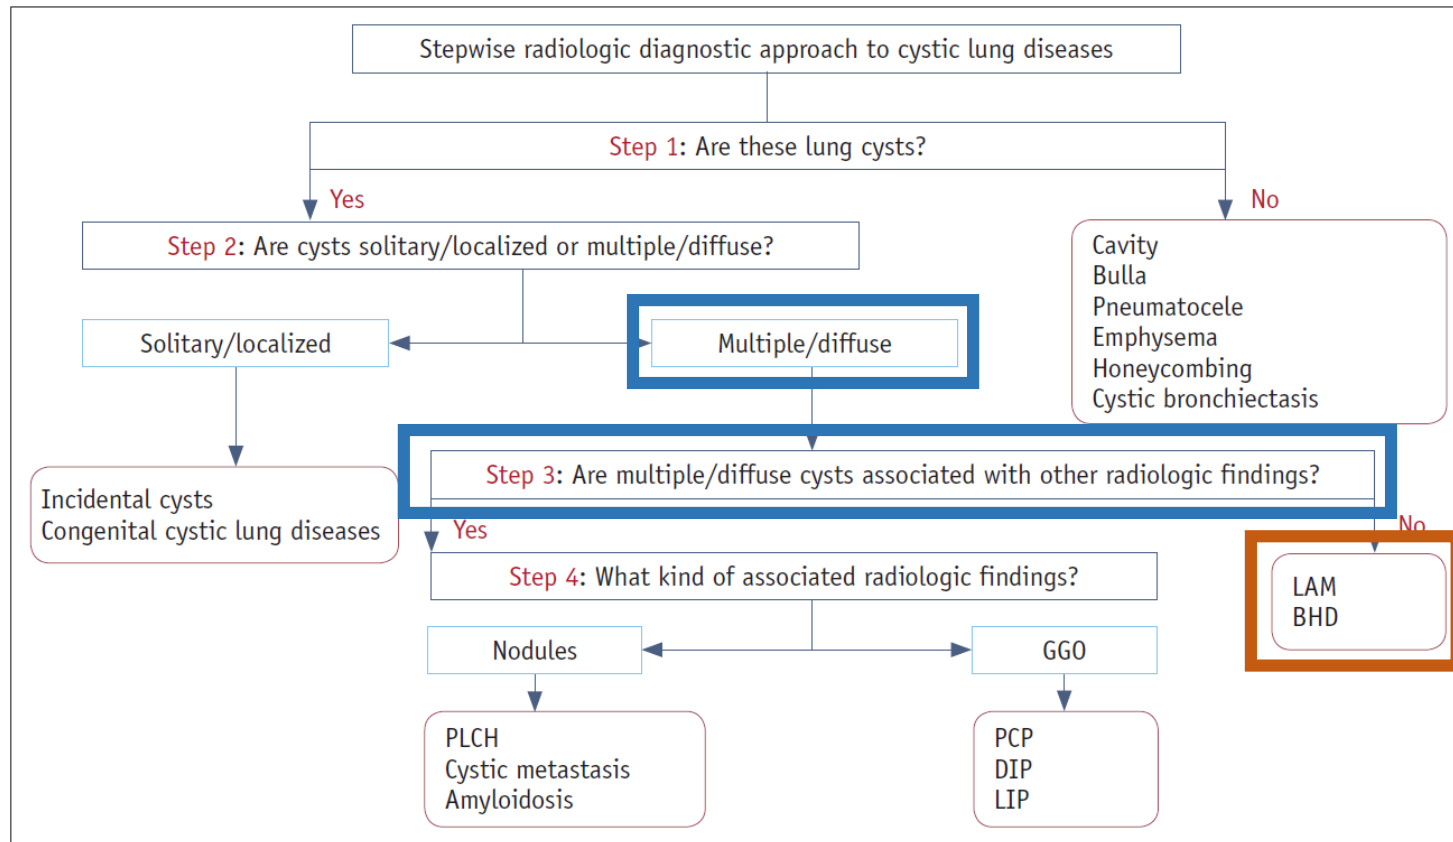 Stepwise radiologic diagnostic approach to cystic lung diseases
Step 1: Are these lung cysts?
Yes
No
Step 2: Are cysts solitary/localized or multiple/diffuse?
Cavity
Bulla
Pneumatocele
Emphysema
Honeycombing
Cystic bronchiectasis
Solitary/localized
Multiple/diffuse
Incidental cysts
Congenital cystic lung diseases
Step 3: Are multiple/diffuse cysts associated with other radiologic findings?
Yes
No
Step 4: What kind of associated radiologic findings?
LAM
BHD
Nodules
GGO
PLCH
Cystic metastasis
Amyloidosis
PCP
DIP
LIP